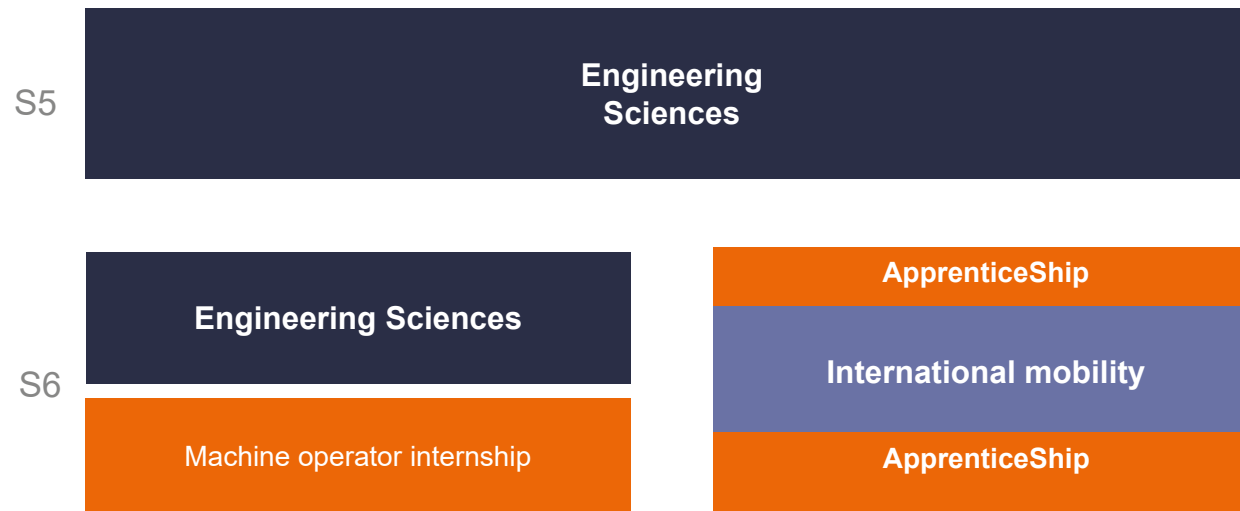 S5
Engineering
Sciences
S6
Engineering Sciences
Machine operator internship
ApprenticeShip
International mobility
ApprenticeShip